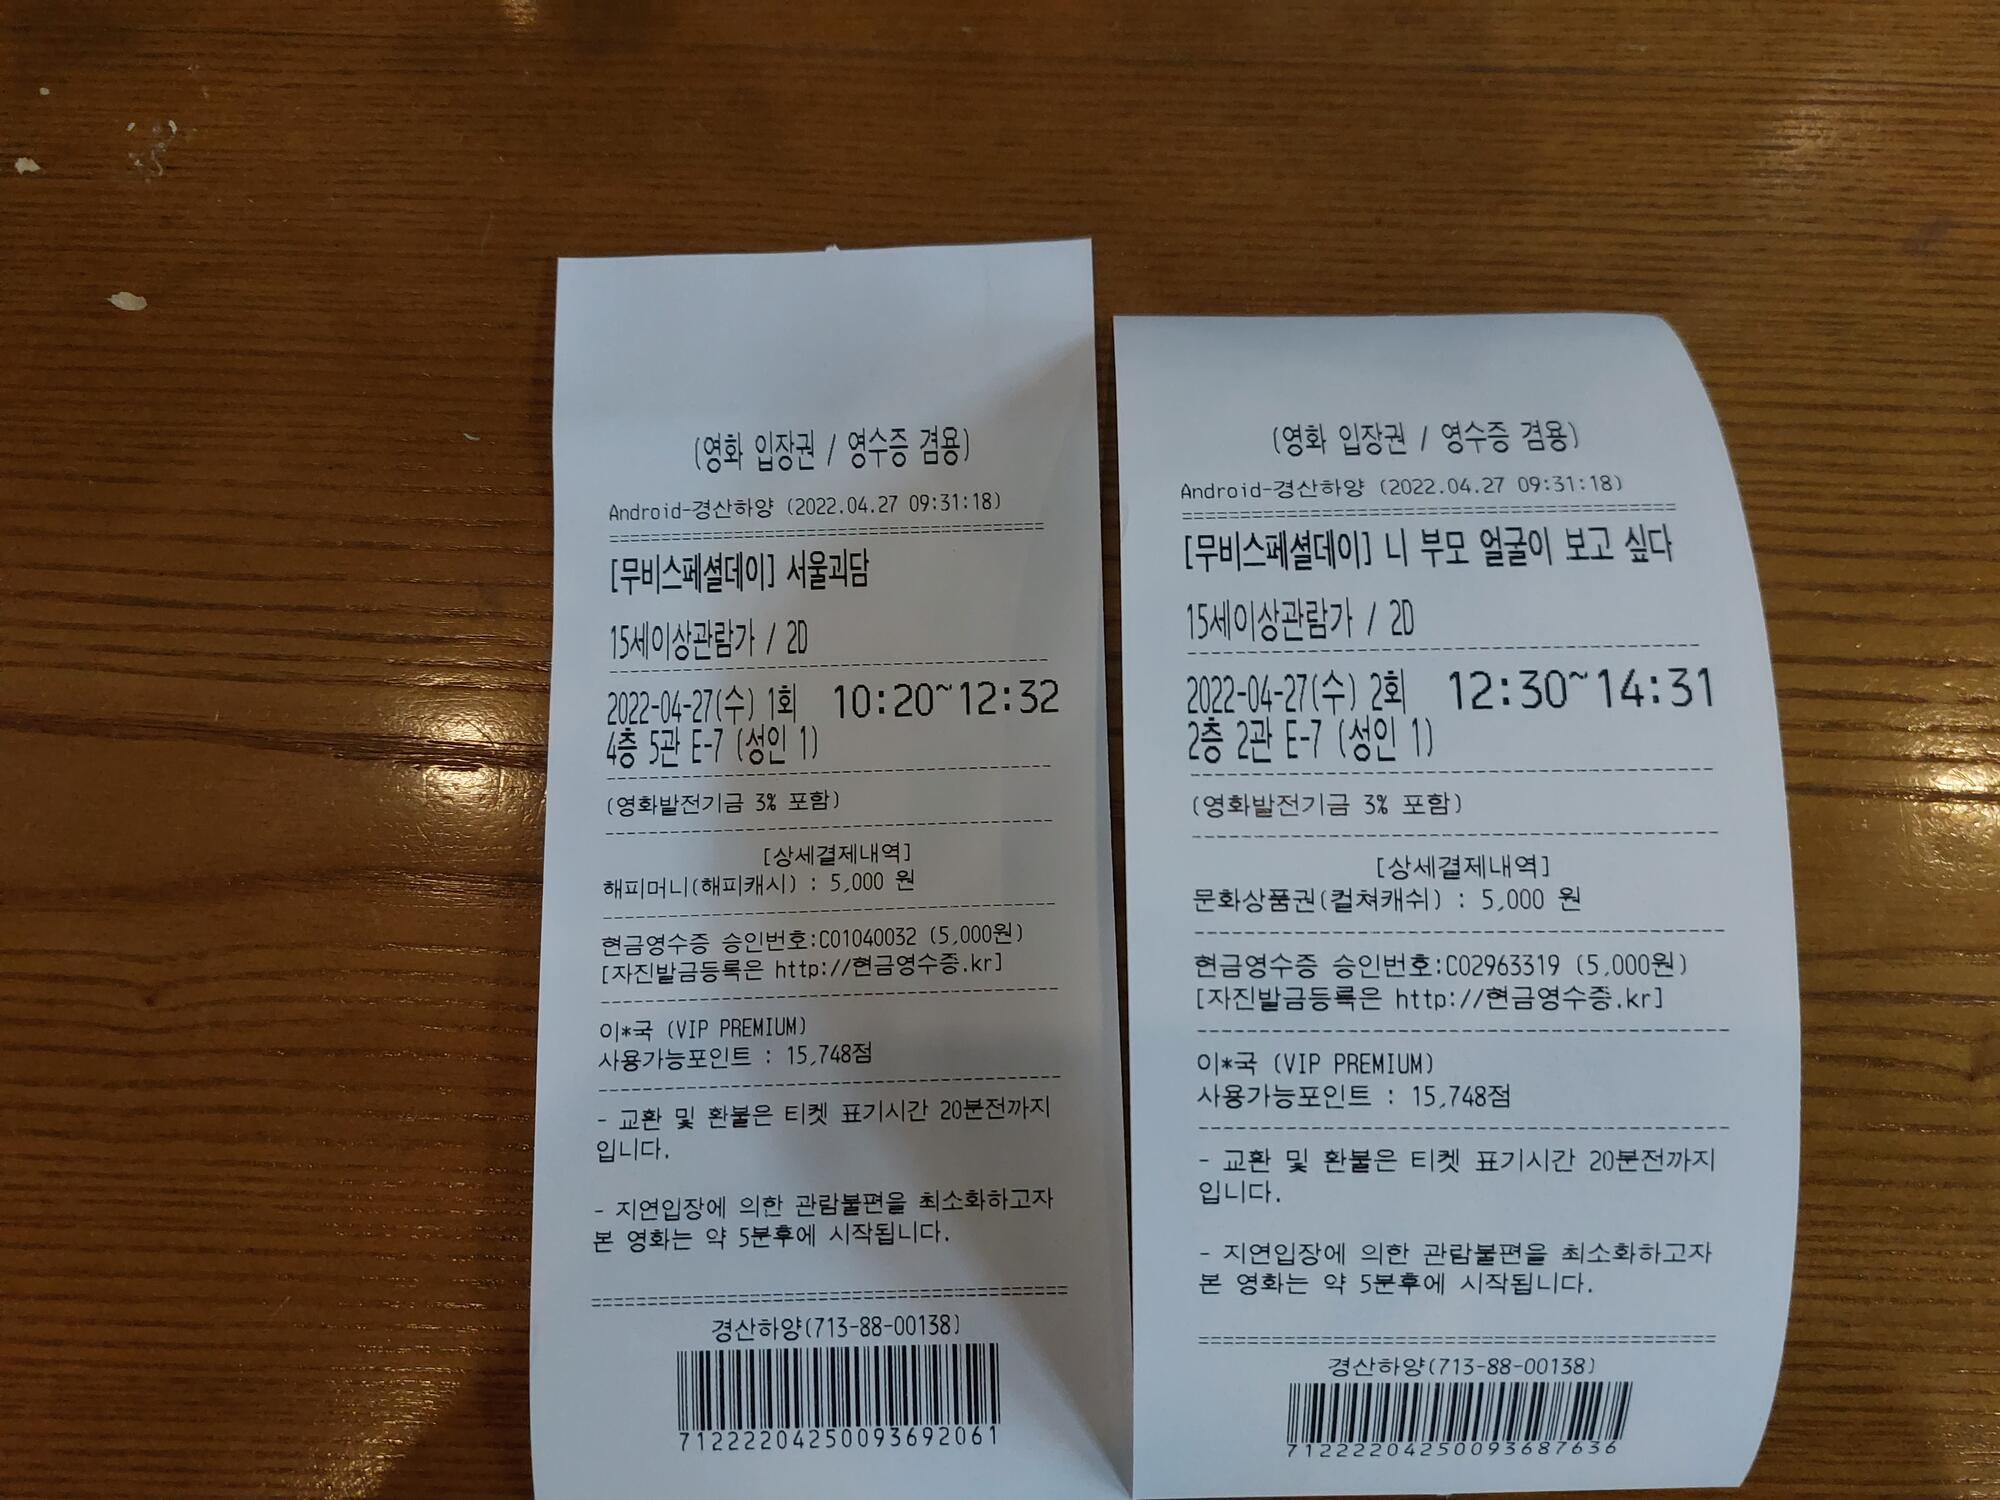 (영화 입장권 / 영수증 겸용)
Android-경산하양 (2022.04.27 09:31:18)
[무비스페셜데이] 서울괴담
15세이상관람가 / 2D
2022-04-27(수) 1회 10:20~12:32
4층 5관 E-7 (성인 1)
(영화발전기금 3% 포함)
[상세결제내역]
해피머니(해피캐시) : 5,000 원
현금영수증 승인번호:C01040032 (5,000원)
[자진발급등록은 http://현금영수증.kr]
이*국 (VIP PREMIUM)
사용가능포인트 : 15,748점
- 교환 및 환불은 티켓 표기시간 20분전까지
입니다.
- 지연입장에 의한 관람불편을 최소화하고자
본 영화는 약 5분후에 시작됩니다.
경산하양(713-88-00138)
7122220425009369206​1
(영화 입장권 / 영수증 겸용)
Android-경산하양 (2022.04.27 09:31:18)
[무비스페셜데이] 니 부모 얼굴이 보고 싶다
15세이상관람가 / 2D
2022-04-27(수) 2회 12:30~14:31
2층 2관 E-7 (성인 1)
(영화발전기금 3% 포함)
[상세결제내역]
문화상품권(컬쳐캐쉬) : 5,000 원
현금영수증 승인번호:C02963319 (5,000원)
[자진발급등록은 http://현금영수증.kr]
이*국 (VIP PREMIUM)
사용가능포인트 : 15,748점
- 교환 및 환불은 티켓 표기시간 20분전까지
입니다.
- 지연입장에 의한 관람불편을 최소화하고자
본 영화는 약 5분후에 시작됩니다.
경산하양(713-88-00138)
71222204250093687636